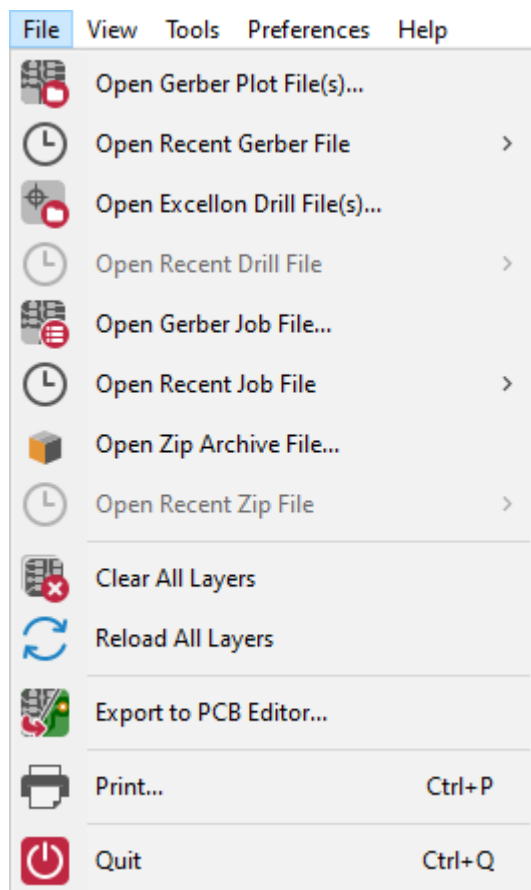 File View Tools Preferences Help
Open Gerber Plot File(s)...
Open Recent Gerber File
Open Excellon Drill File(s)...
Open Recent Drill File
Open Gerber Job File...
Open Recent Job File
Open Zip Archive File...
Open Recent Zip File
Clear All Layers
Reload All Layers
Export to PCB Editor...
Print... Ctrl+P
Quit Ctrl+Q